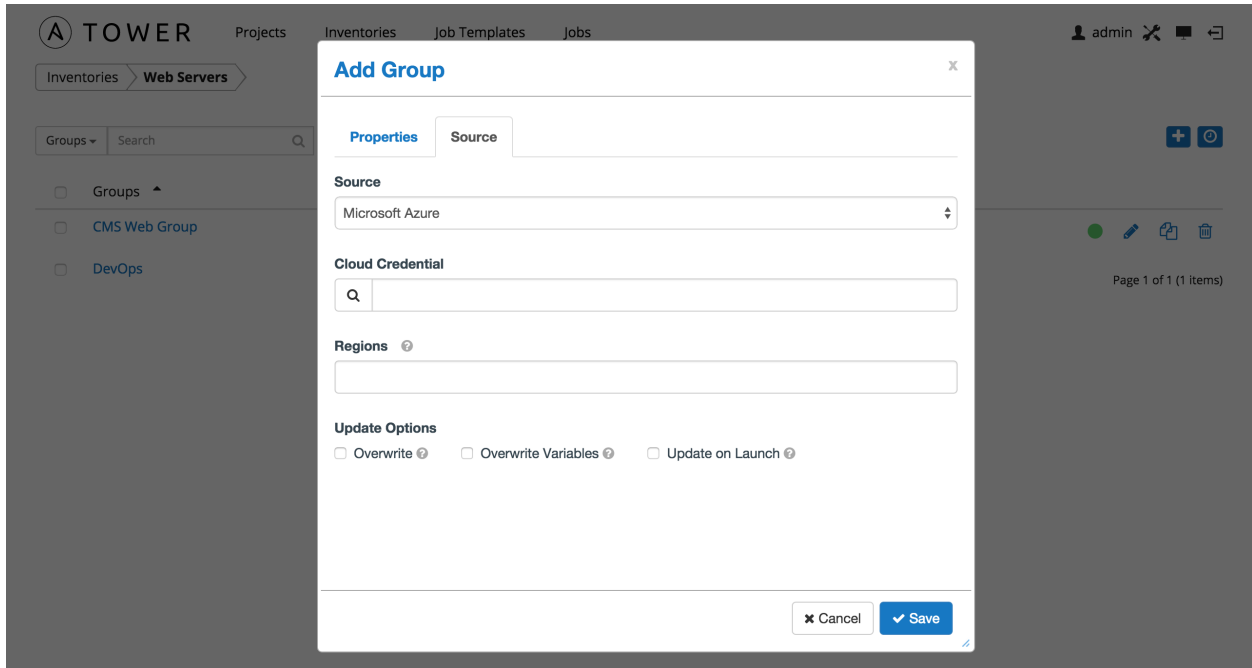 TOWER Projects Inventories Job Templates Jobs admin
Inventories Web Servers
Add Group x
Groups Search
Properties Source
Groups
Source
CMS Web Group
Microsoft Azure
DevOps
Cloud Credential
Page 1 of 1 (1 items)
Regions ?
Update Options
Overwrite ? Overwrite Variables ? Update on Launch ?
Cancel Save